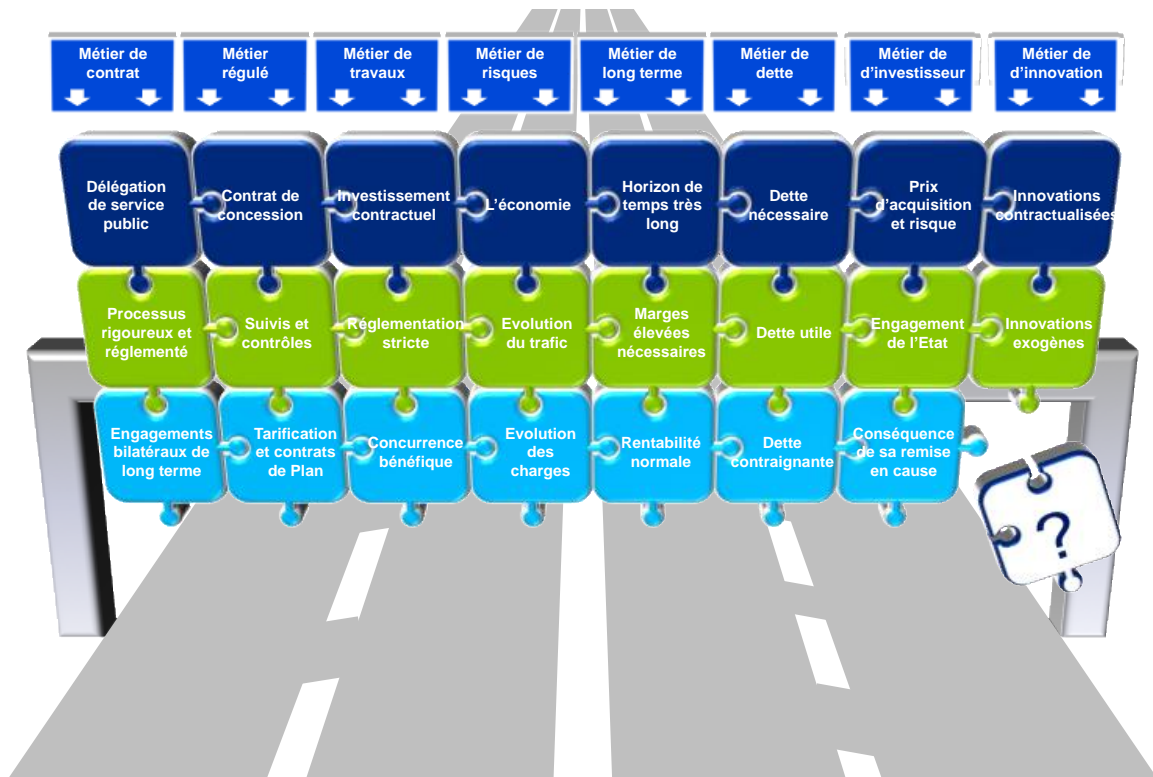 Métier de
contrat
Métier
régulé
Métier de
travaux
Métier de
risques
Métier de
long terme
Métier de
dette
Métier de
d'investisseur
Métier de
d'innovation
Délégation
de service
public
Contrat de
concession
Investissement
contractuel
L'économie
Horizon de
temps très
long
Dette
nécessaire
Prix
d'acquisition
et risque
Innovations
contractualisées
Processus
rigoureux et
réglementé
Suivis et
contrôles
Réglementation
stricte
Evolution
du trafic
Marges
élevées
nécessaires
Dette utile
Engagement
de l'Etat
Innovations
exogènes
Engagements
bilatéraux de
long terme
Tarification
et contrats
de Plan
Concurrence
bénéfique
Evolution
des
charges
Rentabilité
normale
Dette
contraignante
Conséquence
de sa remise
en cause
?